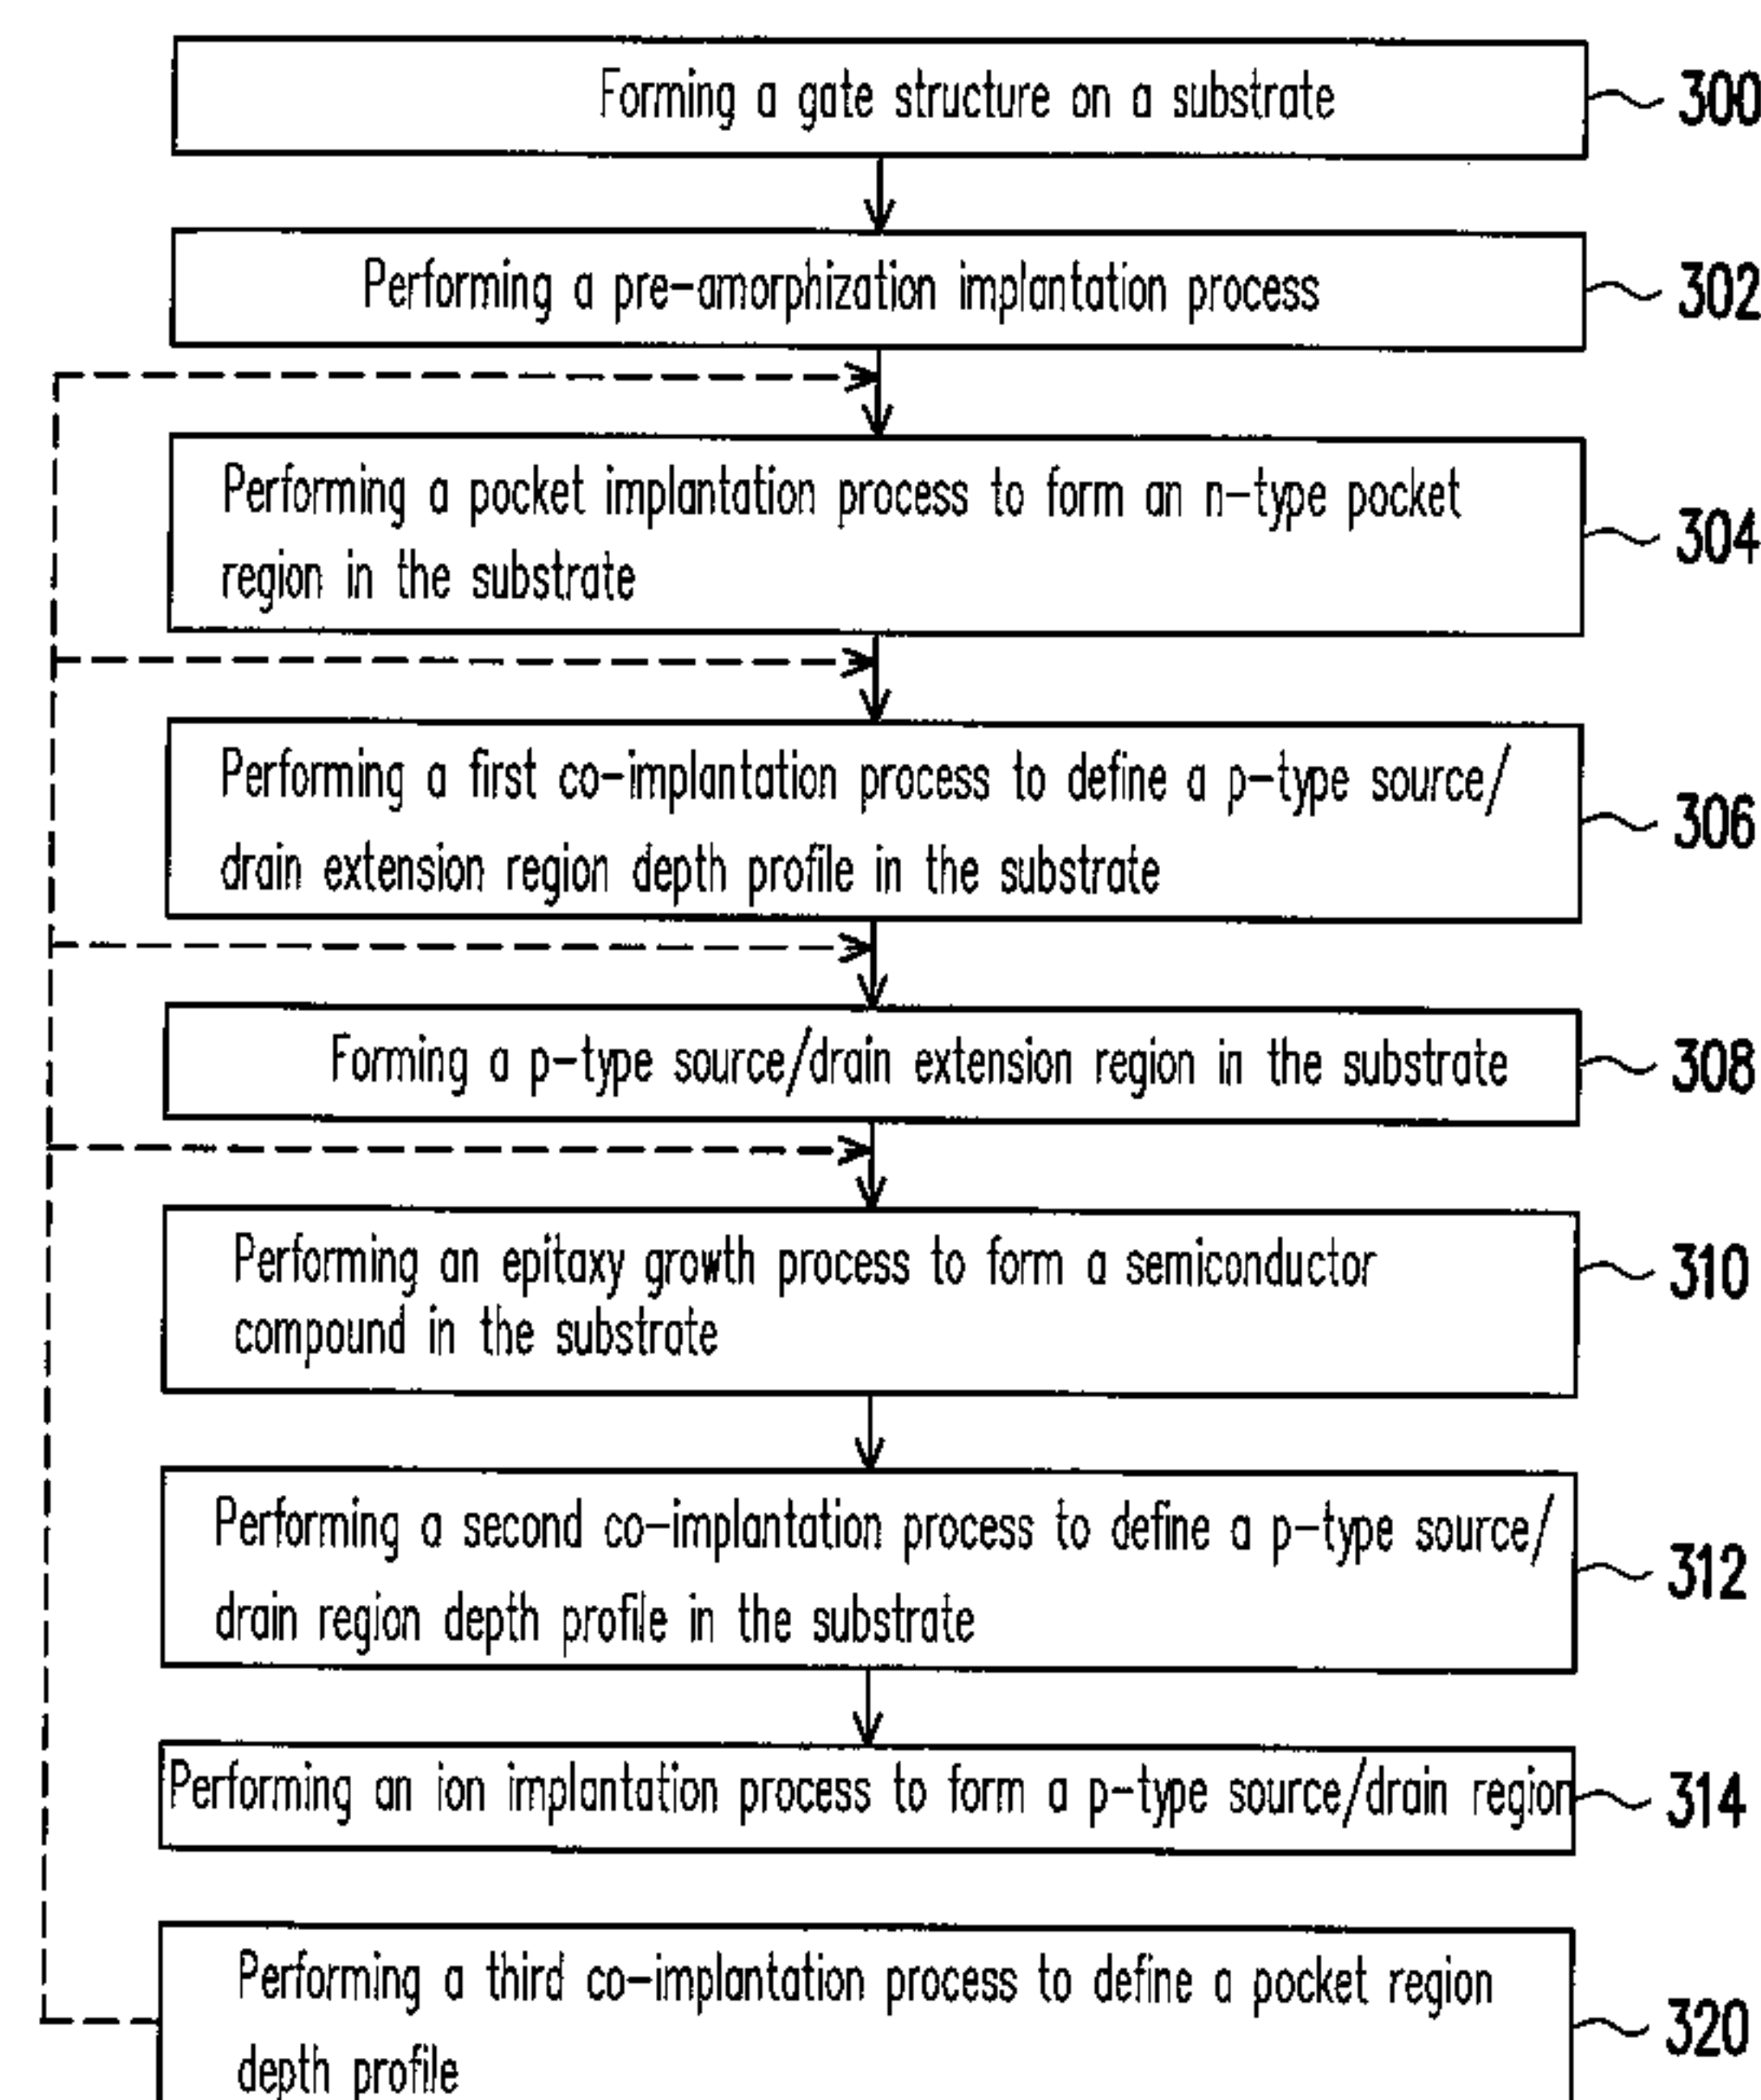 Forming a gate structure on a substrate
300
Performing a pre-amorphization implantation process
302
Performing a pocket implantation process to form an n-type pocket
region in the substrate
304
Performing a first co-implantation process to define a p-type source/
drain extension region depth profile in the substrate
306
Forming a p-type source/drain extension region in the substrate
308
Performing an epitaxy growth process to form a semiconductor
compound in the substrate
310
Performing a second co-implantation process to define a p-type source/
drain region depth profile in the substrate
312
Performing an ion implantation process to form a p-type source/drain region
314
Performing a third co-implantation process to define a pocket region
depth profile
320